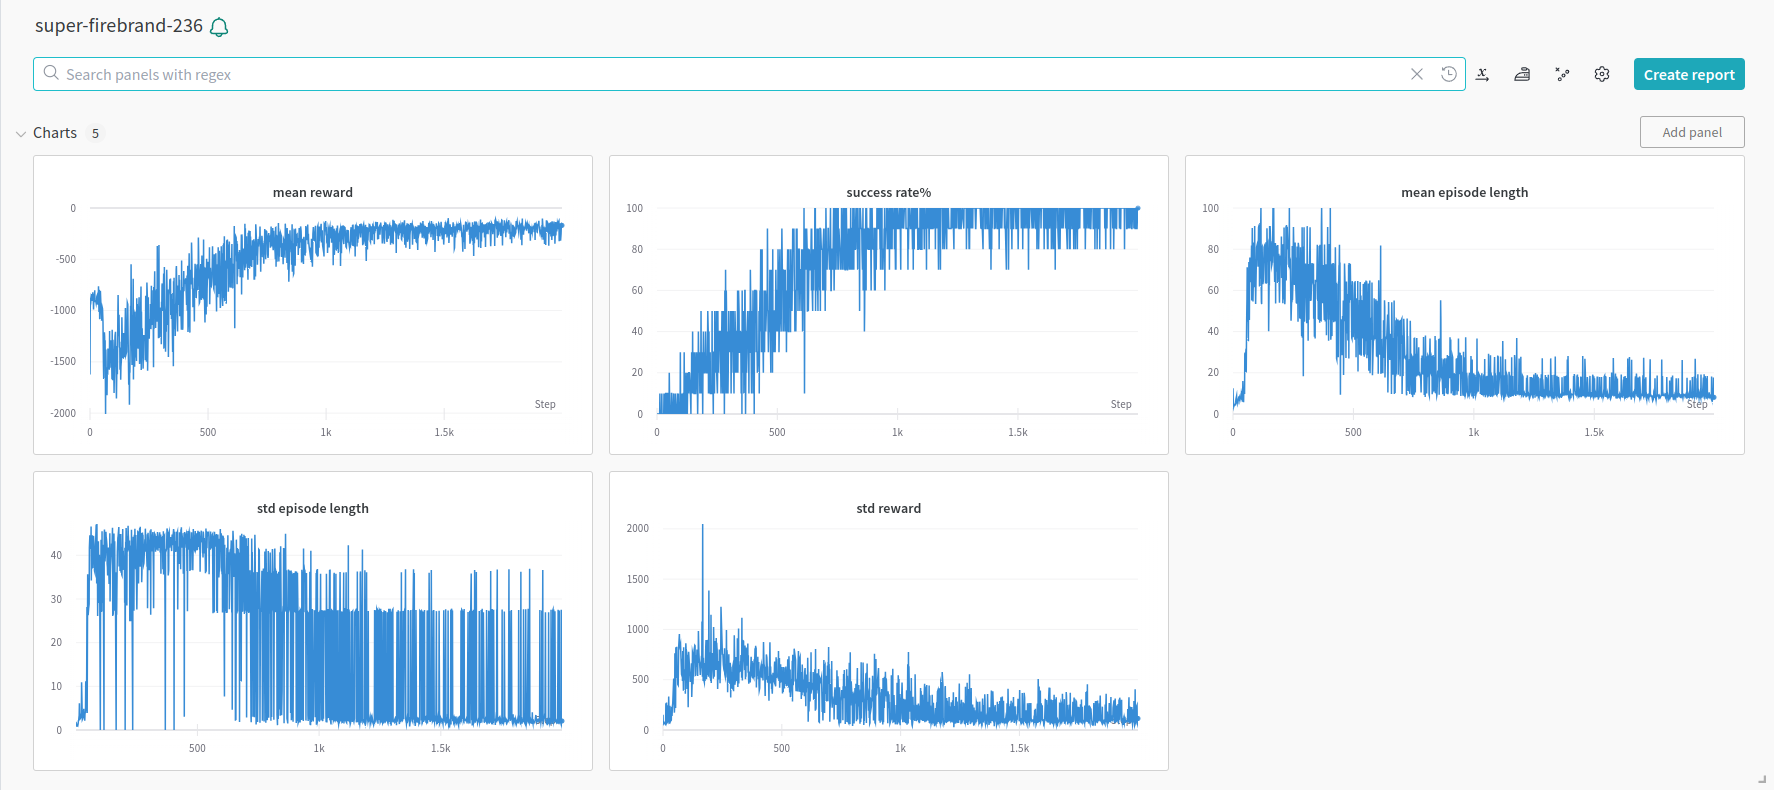 super-firebrand-236
Search panels with regex
Create report
Charts 5
Add panel
mean reward
0
-500
-1000
-1500
-2000
Step
0 500 1k 1.5k
success rate%
100
80
60
40
20
0
Step
0 500 1k 1.5k
mean episode length
100
80
60
40
20
0
Step
0 500 1k 1.5k
std episode length
40
30
20
10
0
500 1k 1.5k
std reward
2000
1500
1000
500
0
0 500 1k 1.5k